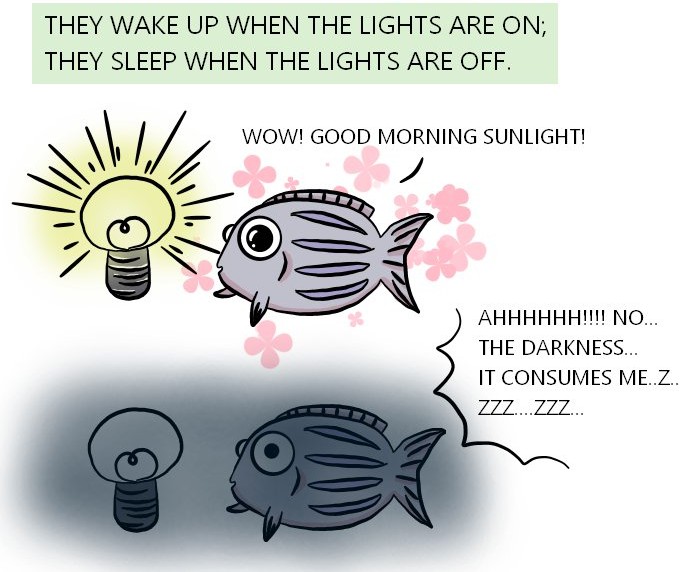 THEY WAKE UP WHEN THE LIGHTS ARE ON;
THEY SLEEP WHEN THE LIGHTS ARE OFF.
WOW! GOOD MORNING SUNLIGHT!
AHHHHHH!!!! NO...
THE DARKNESS...
IT CONSUMES ME..Z..
ZZZ....ZZZ...